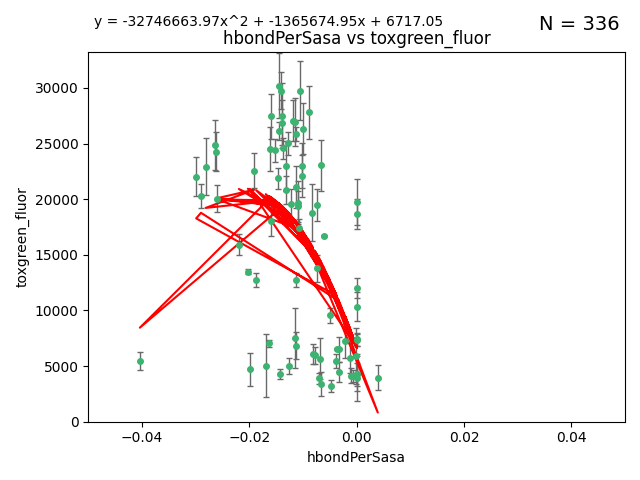 y = -32746663.97x^2 + -1365674.95x + 6717.05
N = 336
hbondPerSasa vs toxgreen_fluor
30000
25000
20000
15000
10000
5000
0
toxgreen_fluor
−0.04
−0.02
0.00
0.02
0.04
hbondPerSasa